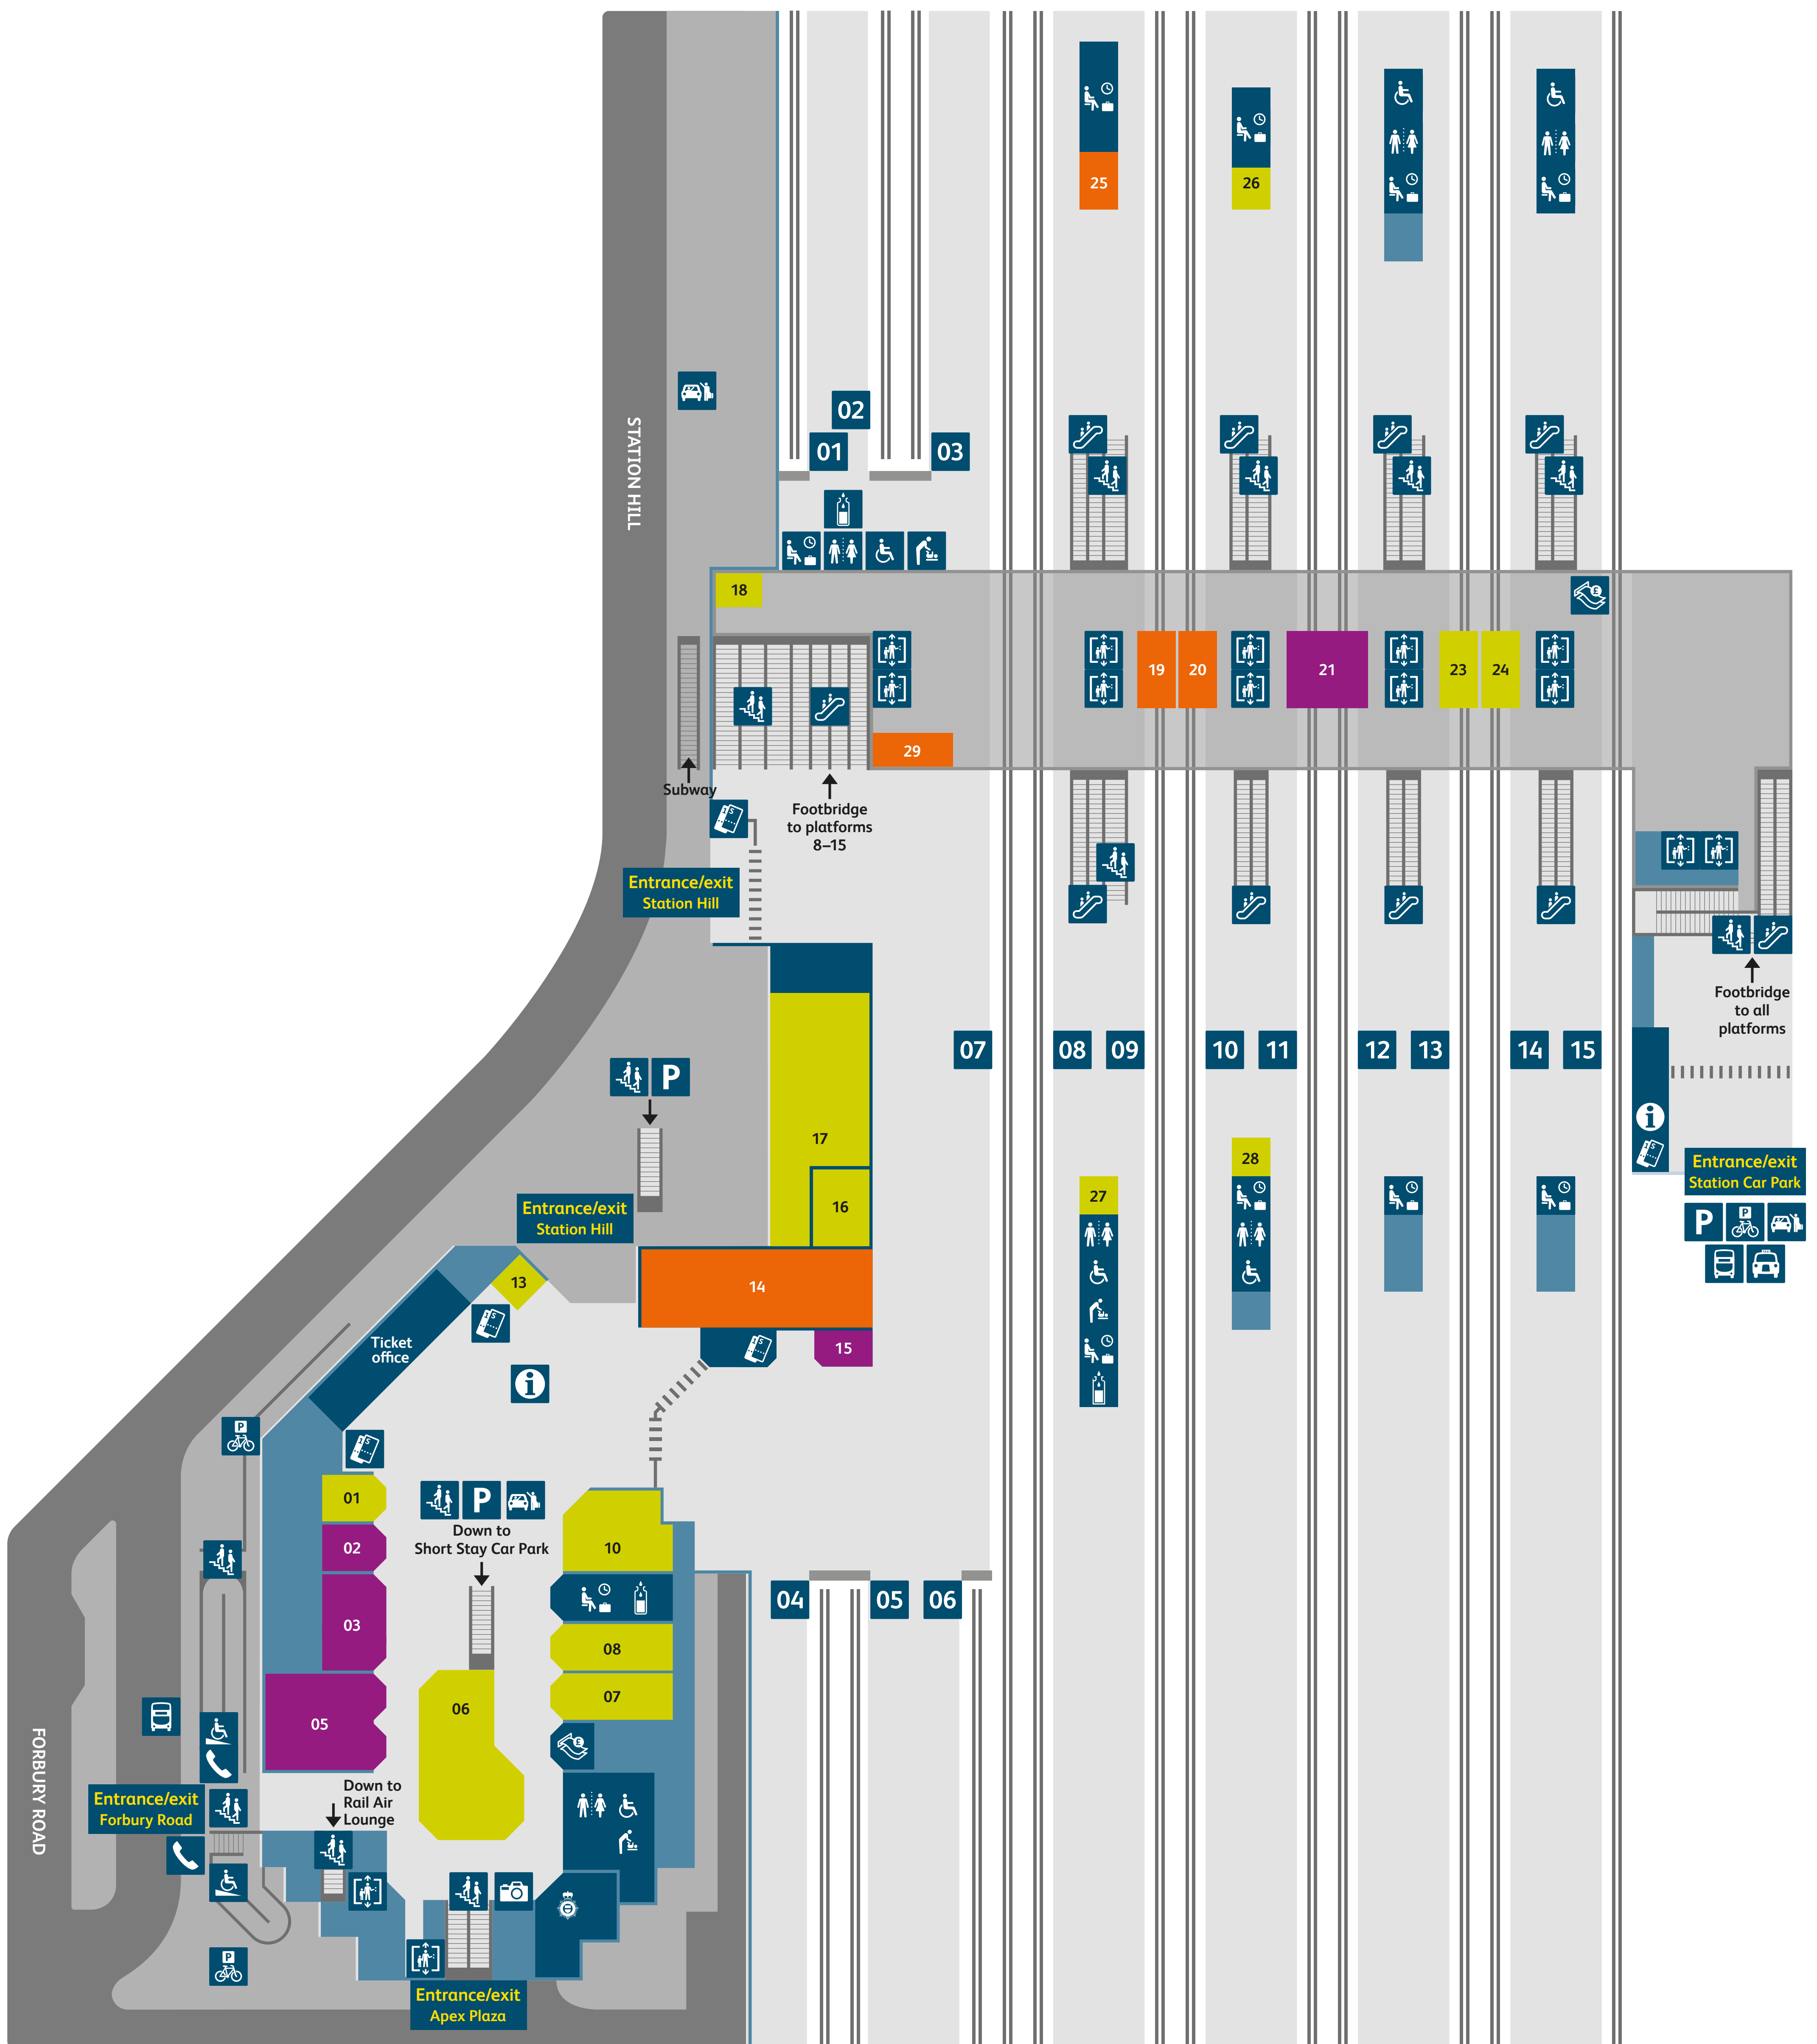 25
26
STATION HILL
02
01
03
18
19
20
21
23
24
29
Subway
Footbridge
to platforms
8–15
Entrance/exit
Station Hill
Footbridge
to all
platforms
07
08
09
10
11
12
13
14
15
P
17
16
28
27
Entrance/exit
Station Car Park
P
P
Entrance/exit
Station Hill
13
14
15
Ticket
office
P
01
02
03
05
P
Down to
Short Stay Car Park
10
08
07
06
04
05
06
FORBURY ROAD
Entrance/exit
Forbury Road
Down to
Rail Air
Lounge
P
Entrance/exit
Apex Plaza